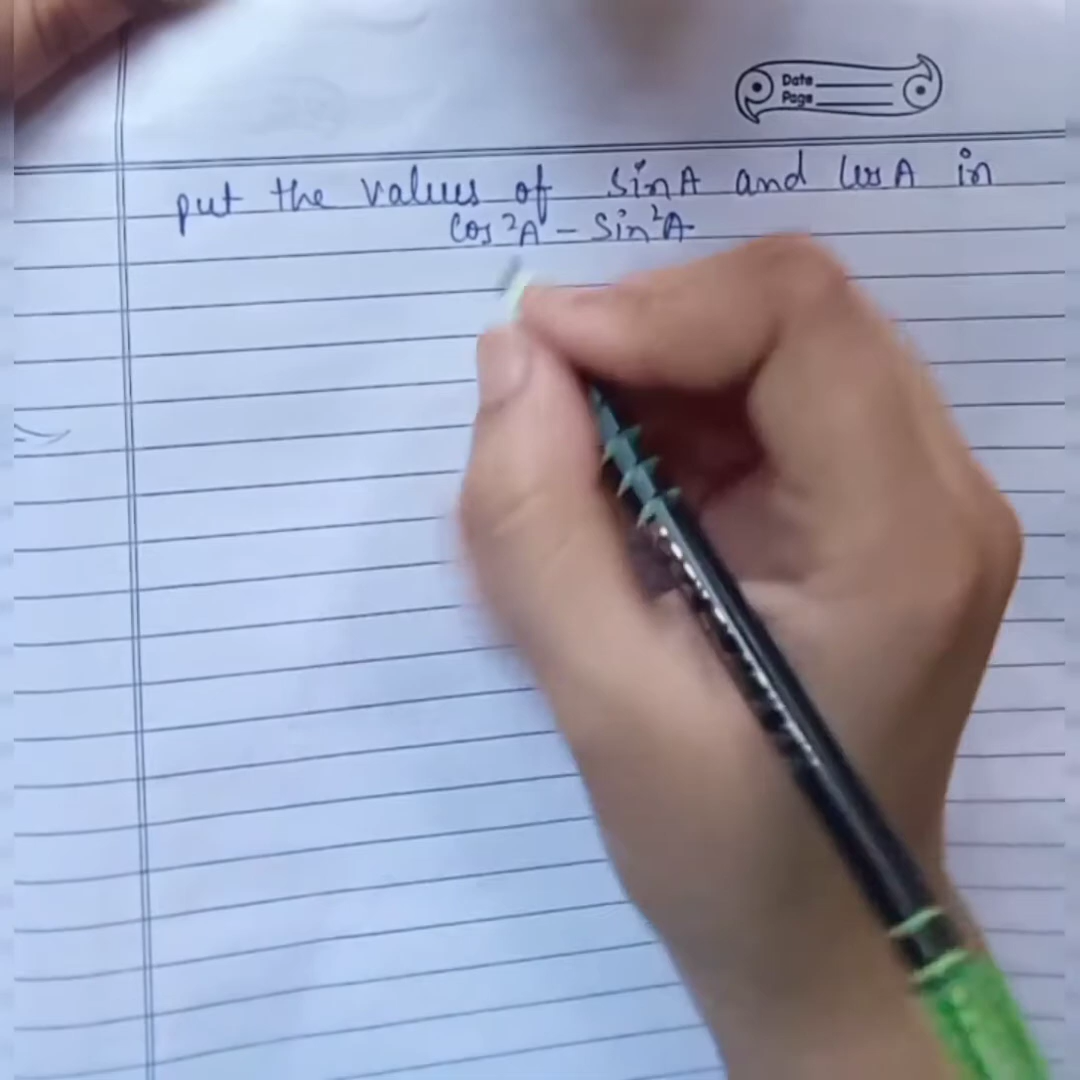 Date
Page
put the values of sinA and cosA in
cos²A - sin²A